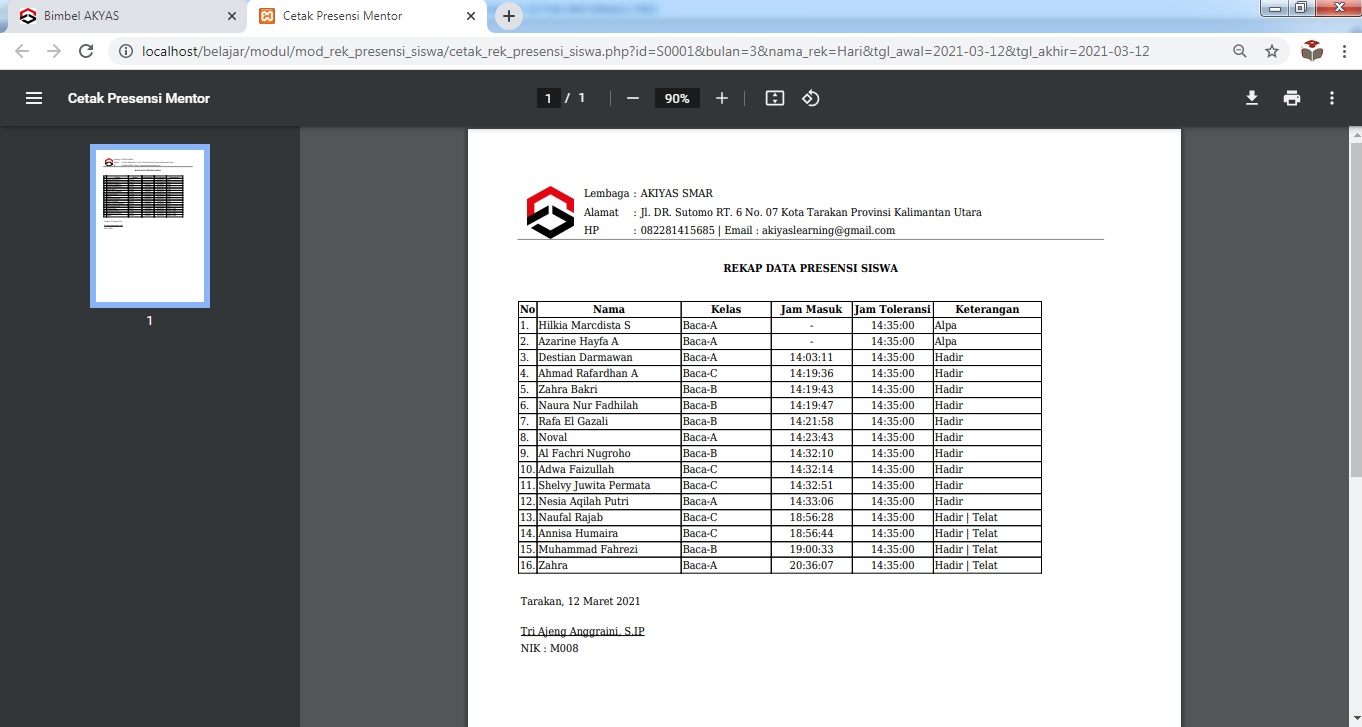 Bimbel AKYAS
Cetak Presensi Mentor
localhost/belajar/modul/mod_rek_presensi_siswa/cetak_rek_presensi_siswa.php?id=S0001&bulan=3&nama_rek=Hari&tgl_awal=2021-03-12&tgl_akhir=2021-03-12
Cetak Presensi Mentor
1 / 1
90%
1
Lembaga : AKIYAS SMAR
Alamat : Jl. DR. Sutomo RT. 6 No. 07 Kota Tarakan Provinsi Kalimantan Utara
HP : 082281415685 | Email : akiyaslearning@gmail.com
REKAP DATA PRESENSI SISWA
No Nama Kelas Jam Masuk Jam Toleransi Keterangan
1. Hilkia Marcdista S Baca-A - 14:35:00 Alpa
2. Azarine Hayfa A Baca-A - 14:35:00 Alpa
3. Destian Darmawan Baca-A 14:03:11 14:35:00 Hadir
4. Ahmad Rafardhan A Baca-C 14:19:36 14:35:00 Hadir
5. Zahra Bakri Baca-B 14:19:43 14:35:00 Hadir
6. Naura Nur Fadhilah Baca-B 14:19:47 14:35:00 Hadir
7. Rafa El Gazali Baca-B 14:21:58 14:35:00 Hadir
8. Noval Baca-A 14:23:43 14:35:00 Hadir
9. Al Fachri Nugroho Baca-B 14:32:10 14:35:00 Hadir
10. Adwa Faizullah Baca-C 14:32:14 14:35:00 Hadir
11. Shelvy Juwita Permata Baca-C 14:32:51 14:35:00 Hadir
12. Nesia Aqilah Putri Baca-A 14:33:06 14:35:00 Hadir
13. Naufal Rajab Baca-C 18:56:28 14:35:00 Hadir | Telat
14. Annisa Humaira Baca-C 18:56:44 14:35:00 Hadir | Telat
15. Muhammad Fahrezi Baca-B 19:00:33 14:35:00 Hadir | Telat
16. Zahra Baca-A 20:36:07 14:35:00 Hadir | Telat
Tarakan, 12 Maret 2021
Tri Ajeng Anggraini, S.IP
NIK : M008